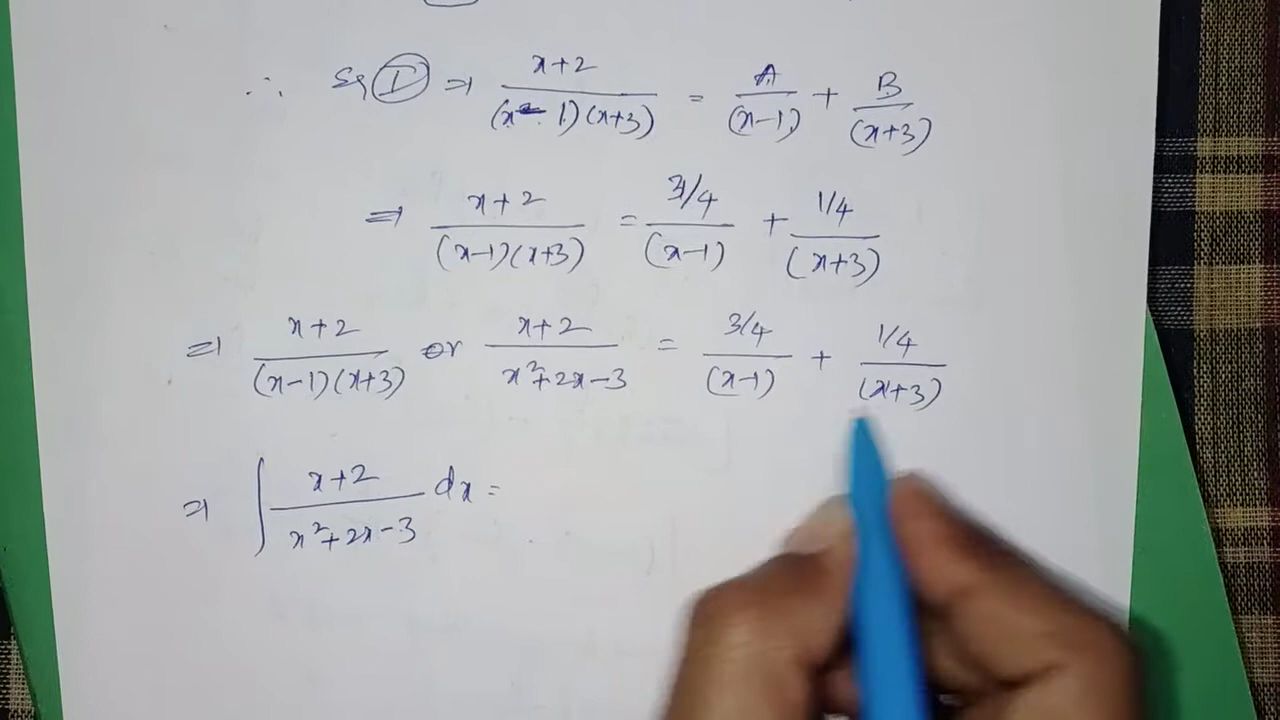 ∴ Eq ① ⇒ x+2/(x-1)(x+3) = A/(x-1) + B/(x+3)
⇒ x+2/(x-1)(x+3) = 3/4/(x-1) + 1/4/(x+3)
⇒ x+2/(x-1)(x+3) or x+2/x²+2x-3 = 3/4/(x-1) + 1/4/(x+3)
⇒ ∫ x+2/x²+2x-3 dx =